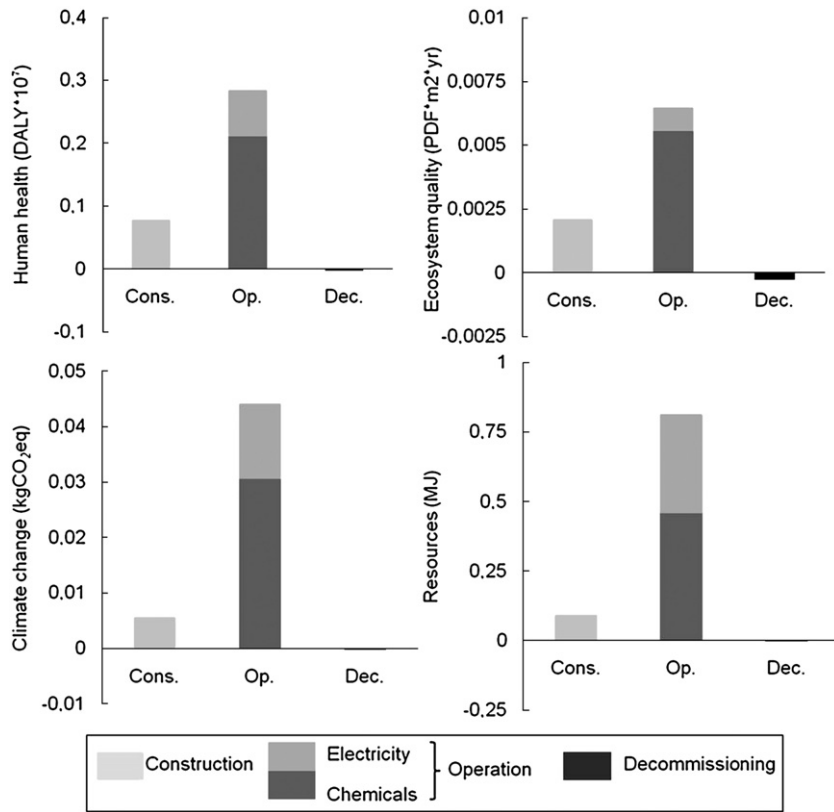 Human health (DALY*10⁷)
0.4
0.3
0.2
0.1
0
-0.1
Cons.
Op.
Dec.
Ecosystem quality (PDF*m2*yr)
0.01
0.0075
0.005
0.0025
0
-0.0025
Cons.
Op.
Dec.
Climate change (kgCO₂eq)
0.05
0.04
0.03
0.02
0.01
0
-0.01
Cons.
Op.
Dec.
Resources (MJ)
1
0.75
0.5
0.25
0
-0.25
Cons.
Op.
Dec.
Construction
Electricity
Chemicals
Operation
Decommissioning